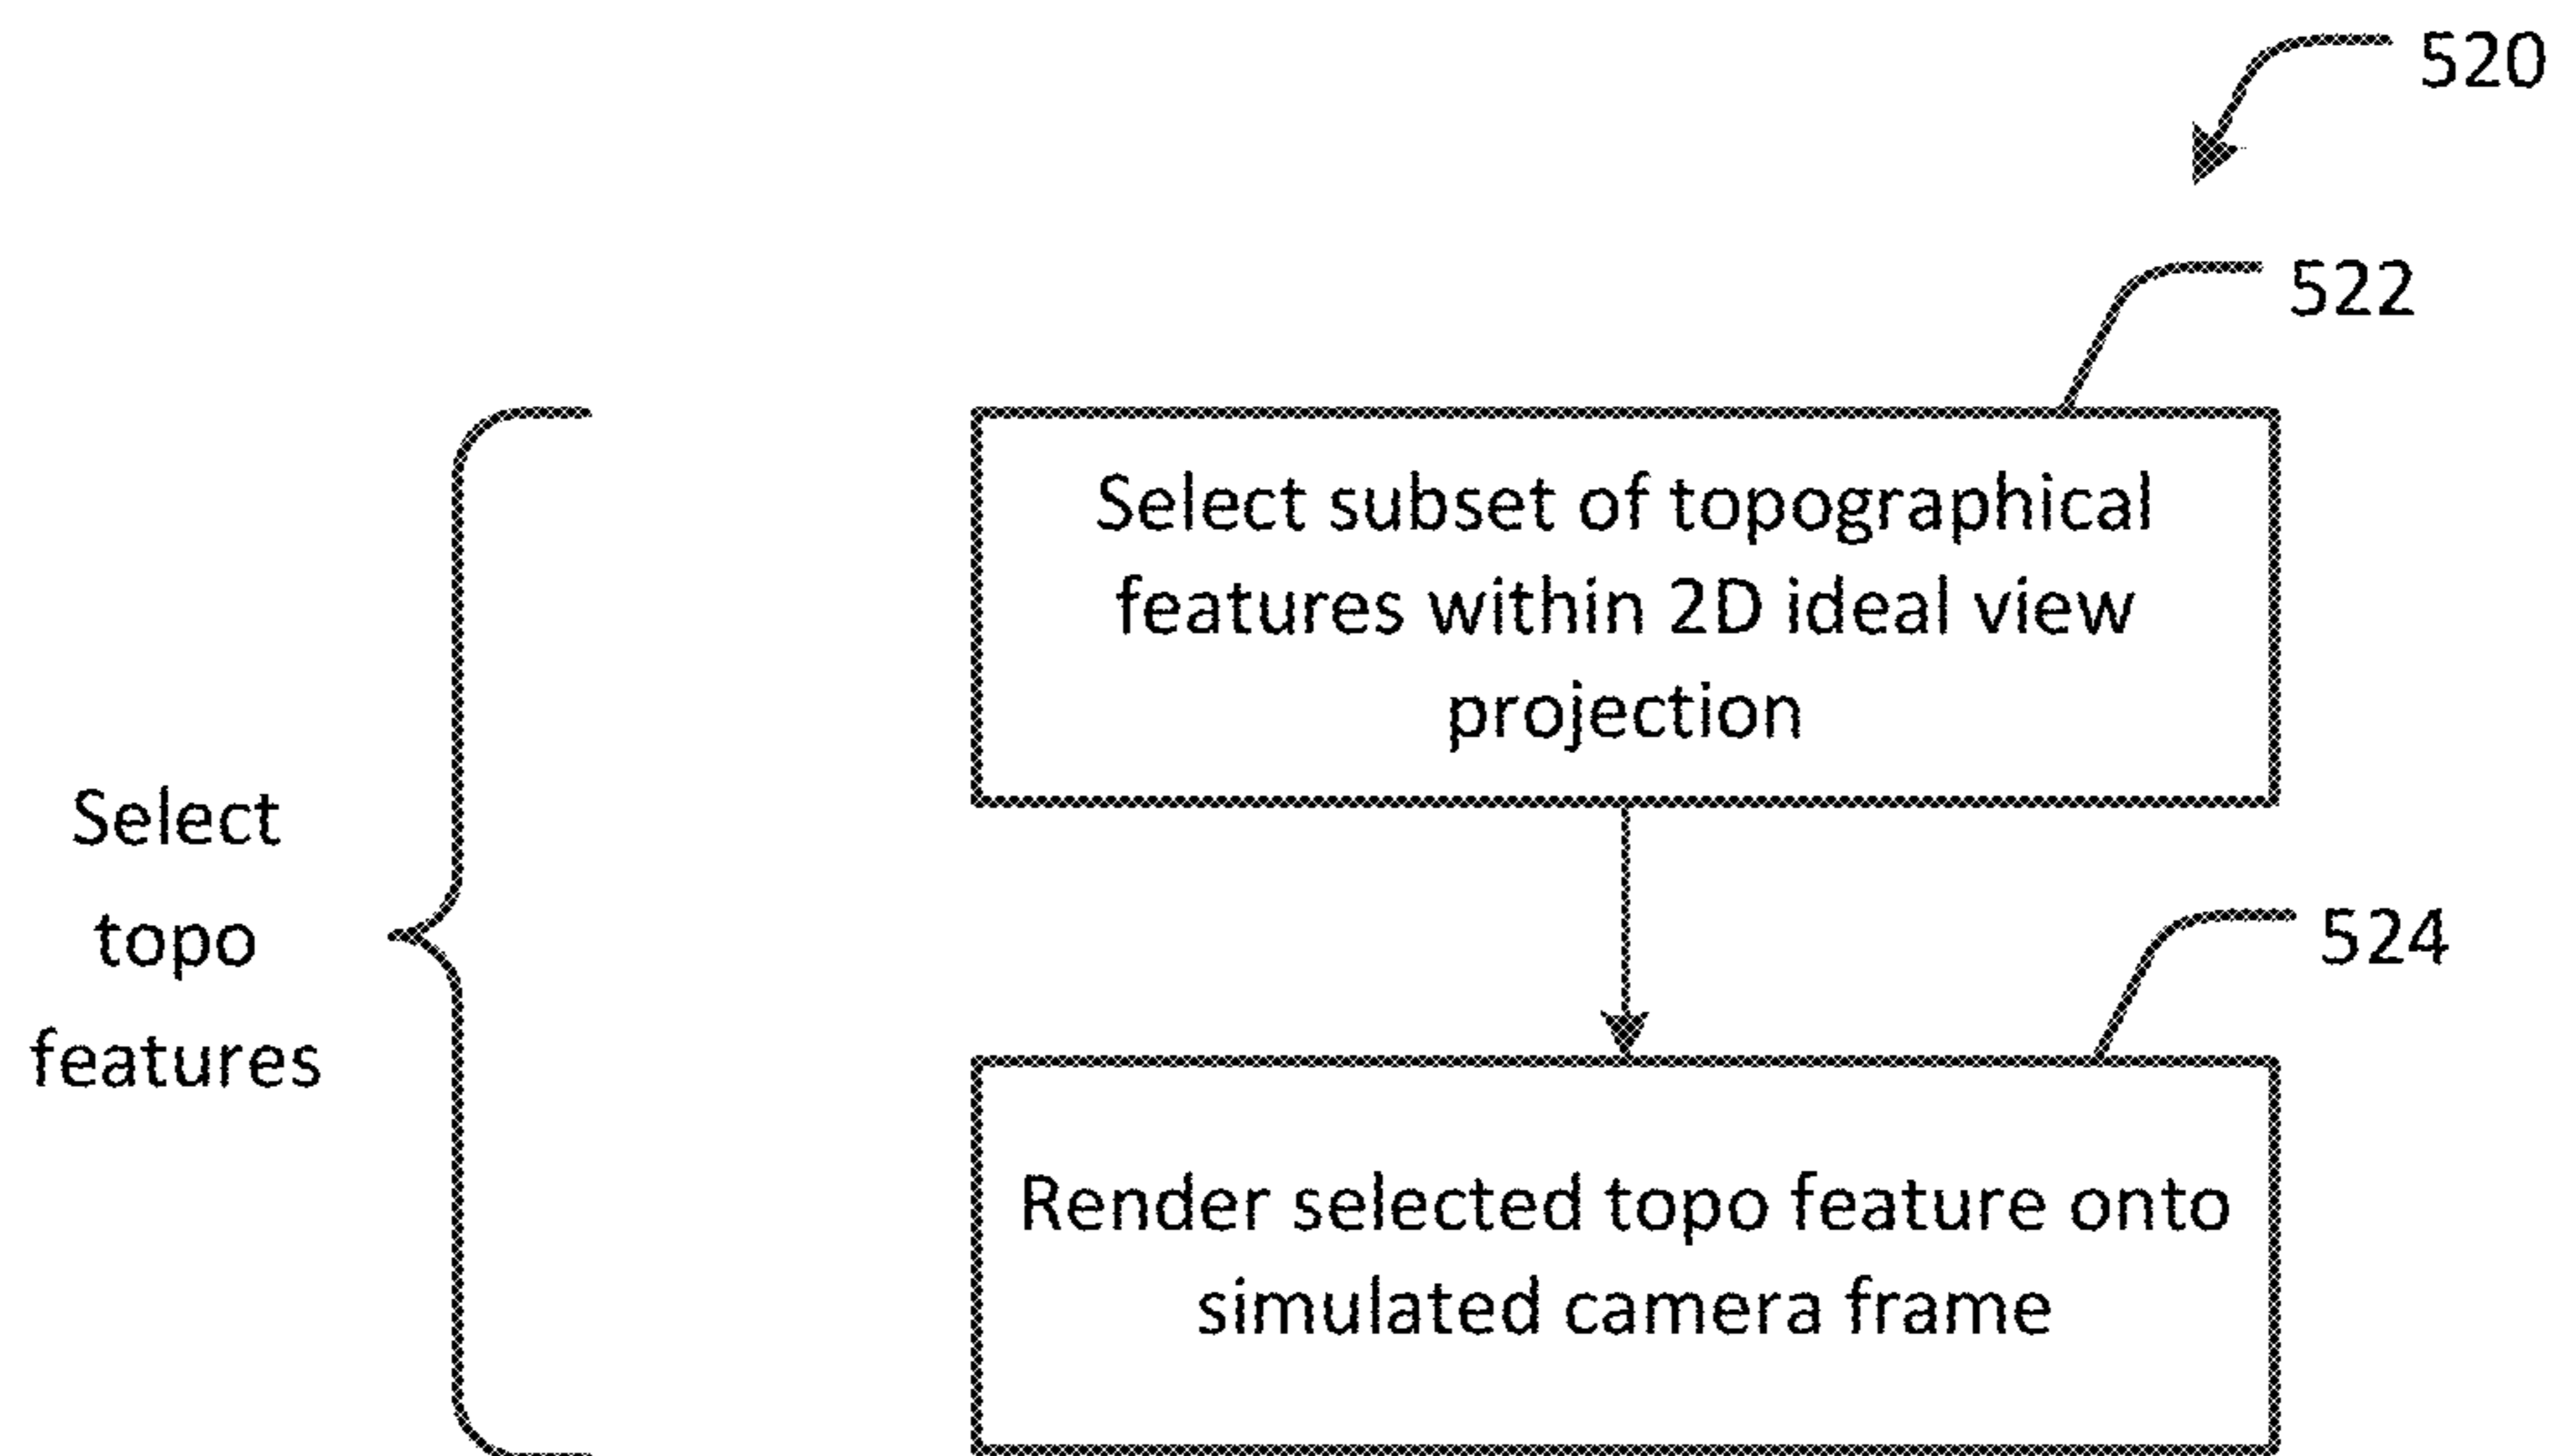 520
522
Select subset of topographical
features within 2D ideal view
projection
Select
topo
features
524
Render selected topo feature onto
simulated camera frame